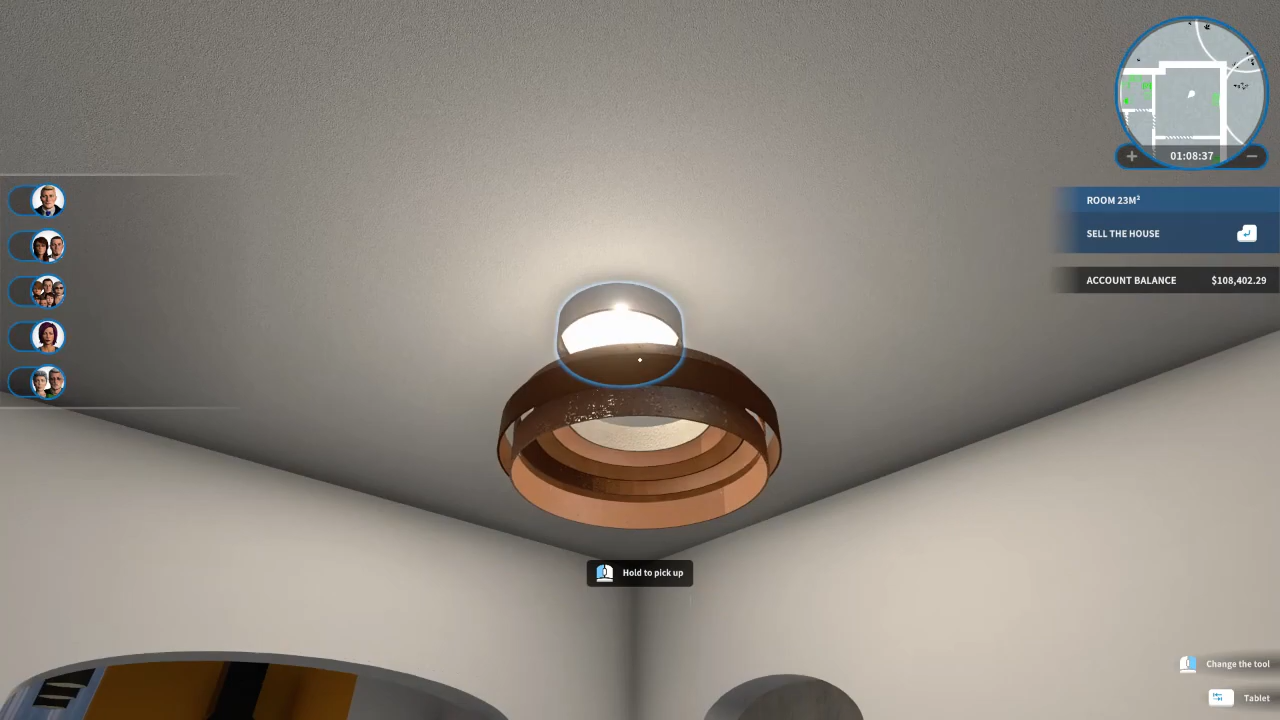 01:08:37
ROOM 23M²
SELL THE HOUSE
ACCOUNT BALANCE $108,402.29
Hold to pick up
Change the tool
Tablet